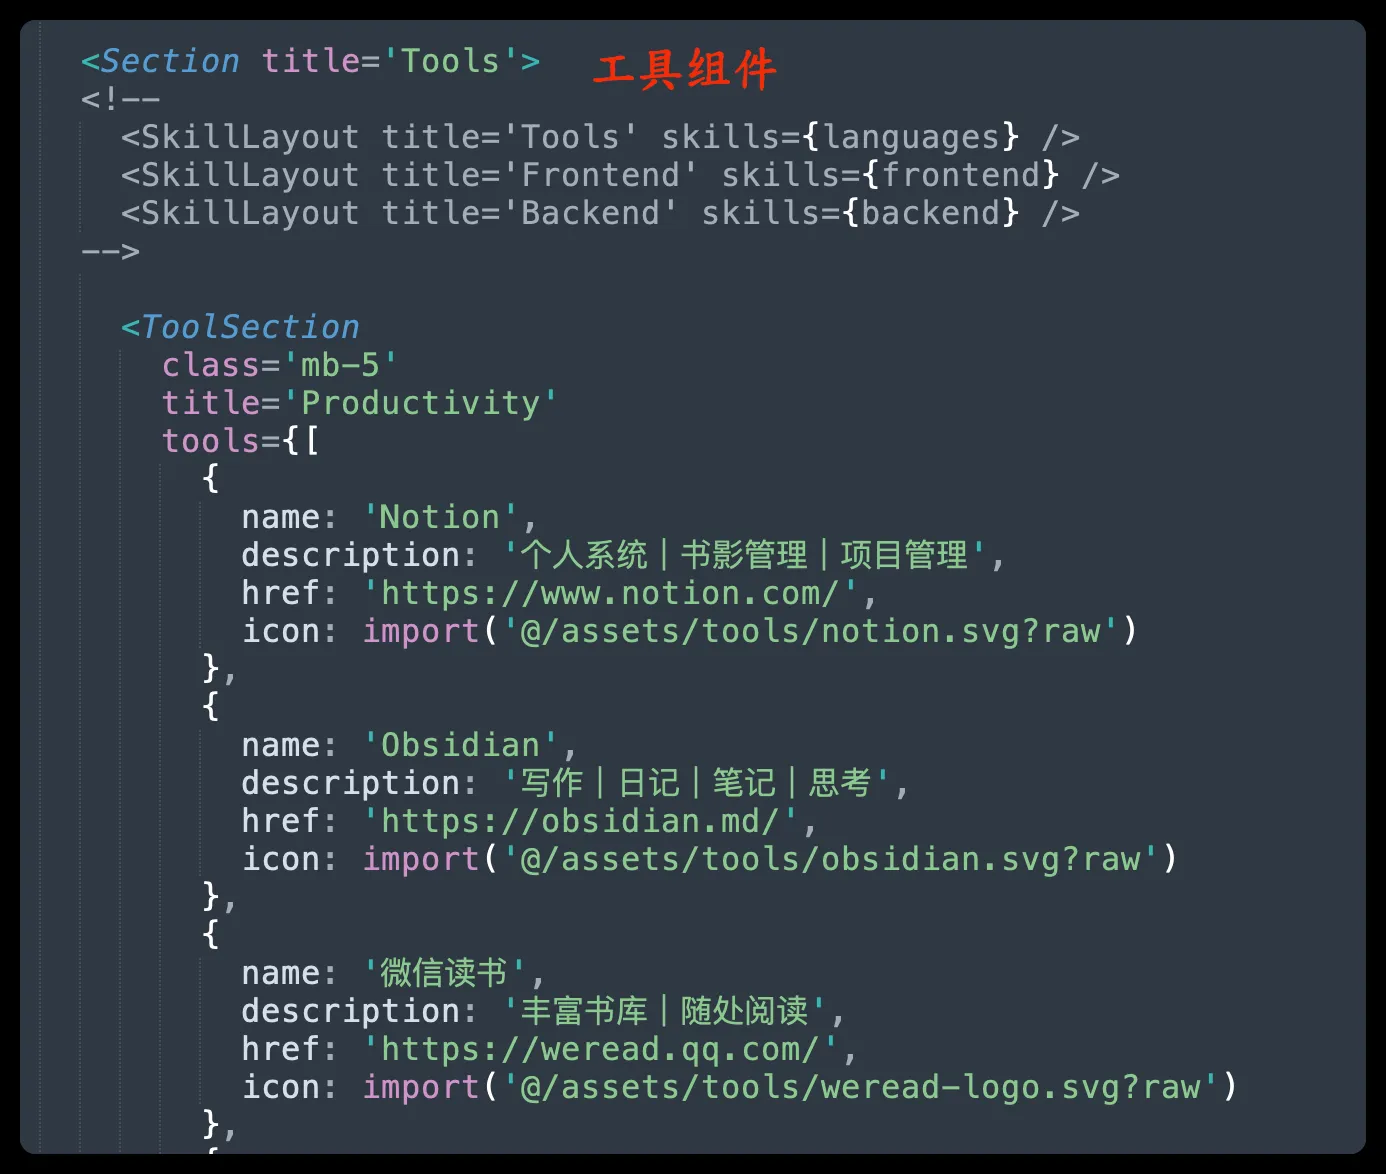 <Section title='Tools'> 工具组件
<!--
<SkillLayout title='Tools' skills={languages} />
<SkillLayout title='Frontend' skills={frontend} />
<SkillLayout title='Backend' skills={backend} />
-->
<ToolSection
class='mb-5'
title='Productivity'
tools={[
{
name: 'Notion',
description: '个人系统｜书影管理｜项目管理',
href: 'https://www.notion.com/',
icon: import('@/assets/tools/notion.svg?raw')
},
{
name: 'Obsidian',
description: '写作｜日记｜笔记｜思考',
href: 'https://obsidian.md/',
icon: import('@/assets/tools/obsidian.svg?raw')
},
{
name: '微信读书',
description: '丰富书库｜随处阅读',
href: 'https://weread.qq.com/',
icon: import('@/assets/tools/weread-logo.svg?raw')
},